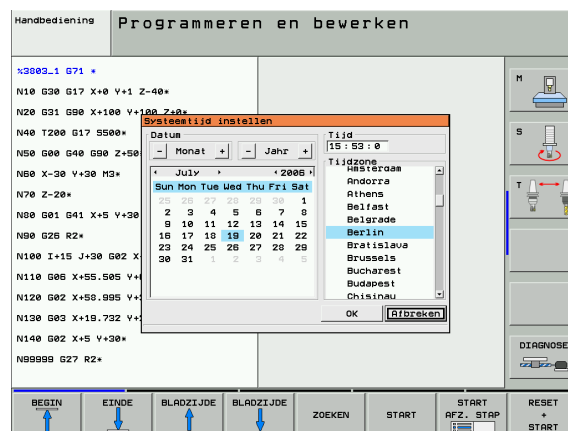 Handbediening
Programmeren en bewerken
%3803_1 G71 *
N10 G30 G17 X+0 Y+1 Z-40*
N20 G31 G90 X+100 Y+100 Z+0*
N40 T200 G17 S500*
N50 G00 G40 G90 Z+50
N60 X-30 Y+30 M3*
N70 Z-20*
N80 G01 G41 X+5 Y+30
N90 G26 R2*
N100 I+15 J+30 G02 X
N110 G06 X+55.505 Y+
N120 G02 X+58.995 Y+
N130 G03 X+19.732 Y+
N140 G02 X+5 Y+30*
N99999 G27 R2*
Systeemtijd instellen
Datum
- Monat + - Jahr +
July 2006
Sun Mon Tue Wed Thu Fri Sat
25 26 27 28 29 30 1
2 3 4 5 6 7 8
9 10 11 12 13 14 15
16 17 18 19 20 21 22
23 24 25 26 27 28 29
30 31 1 2 3 4 5
Tijd
15:53:0
Tijdzone
Amsterdam
Andorra
Athens
Belfast
Belgrade
Berlin
Bratislava
Brussels
Bucharest
Budapest
Chisinau
OK
Afbreken
M
S
T
DIAGNOSE
BEGIN
EINDE
BLADZIJDE
BLADZIJDE
ZOEKEN
START
START
AFZ. STAP
RESET
+
START